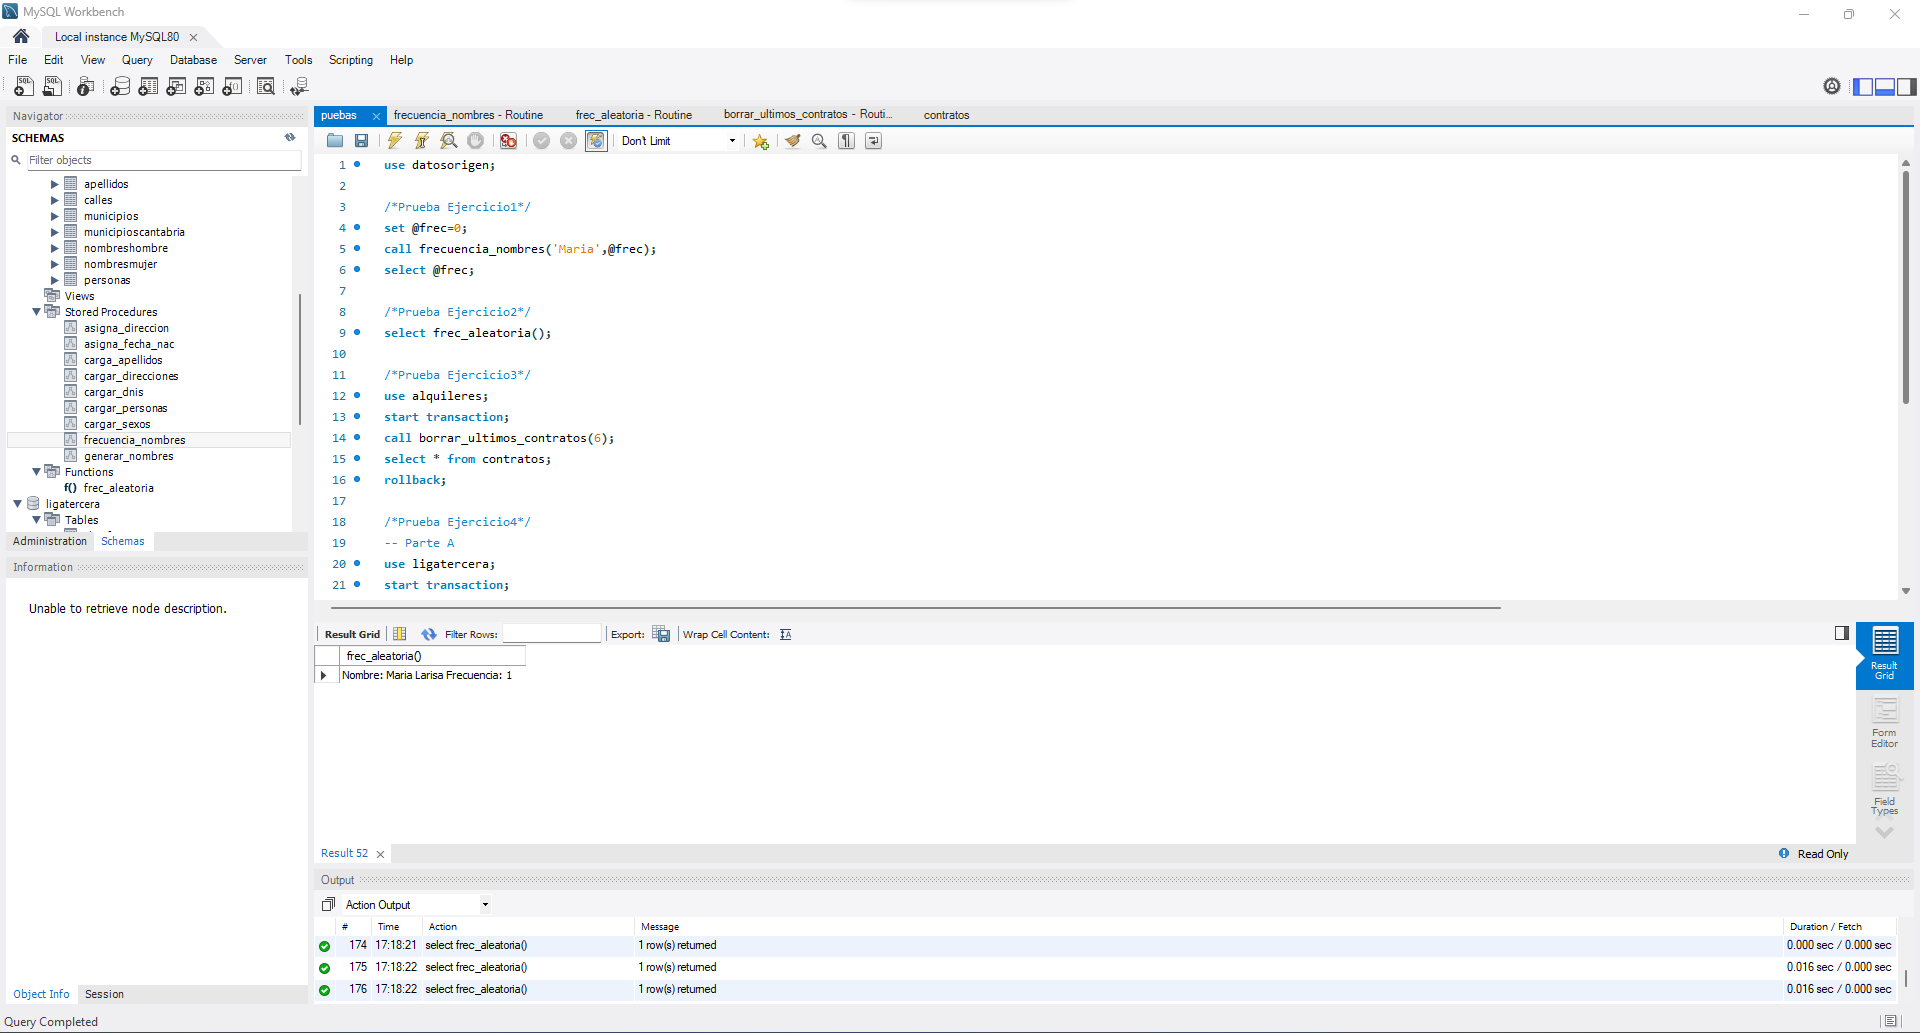 MySQL Workbench
Local instance MySQL80
File Edit View Query Database Server Tools Scripting Help
Navigator
SCHEMAS
Filter objects
apellidos
calles
municipios
municipioscantabria
nombreshombre
nombresmujer
personas
Views
Stored Procedures
asigna_direccion
asigna_fecha_nac
carga_apellidos
cargar_direcciones
cargar_dnis
cargar_personas
cargar_sexos
frecuencia_nombres
generar_nombres
Functions
f() frec_aleatoria
ligatercera
Tables
Administration Schemas
Information
Unable to retrieve node description.
Object Info Session
puebas frecuencia_nombres - Routine frec_aleatoria - Routine borrar_ultimos_contratos - Routi... contratos
Don't Limit
1 use datosorigen;
2
3 /*Prueba Ejercicio1*/
4 set @frec=0;
5 call frecuencia_nombres('Maria',@frec);
6 select @frec;
7
8 /*Prueba Ejercicio2*/
9 select frec_aleatoria();
10
11 /*Prueba Ejercicio3*/
12 use alquileres;
13 start transaction;
14 call borrar_ultimos_contratos(6);
15 select * from contratos;
16 rollback;
17
18 /*Prueba Ejercicio4*/
19 -- Parte A
20 use ligatercera;
21 start transaction;
Result Grid Filter Rows: Export: Wrap Cell Content:
frec_aleatoria()
Nombre: Maria Larisa Frecuencia: 1
Result Grid
Form Editor
Field Types
Result 52
Read Only
Output
Action Output
# Time Action Message Duration / Fetch
174 17:18:21 select frec_aleatoria() 1 row(s) returned 0.000 sec / 0.000 sec
175 17:18:22 select frec_aleatoria() 1 row(s) returned 0.016 sec / 0.000 sec
176 17:18:22 select frec_aleatoria() 1 row(s) returned 0.016 sec / 0.000 sec
Query Completed